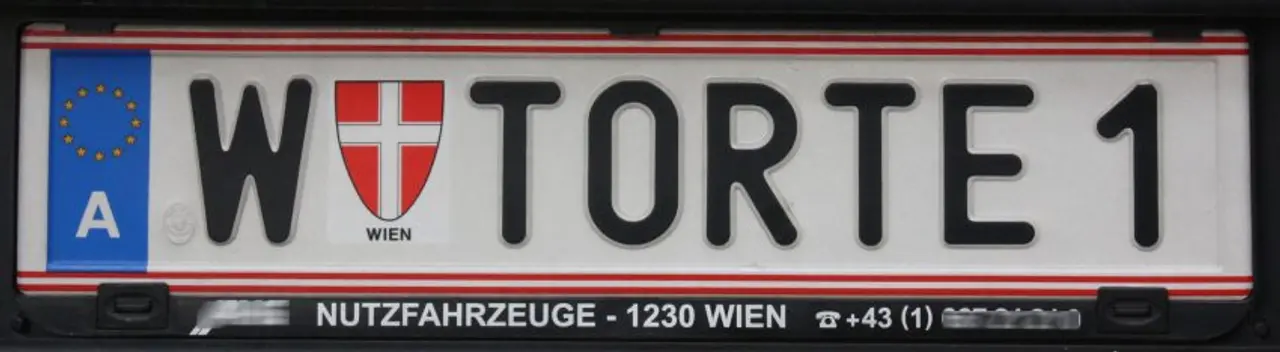 A
W TORTE 1
WIEN
NUTZFAHRZEUGE - 1230 WIEN ☎ +43 (1)